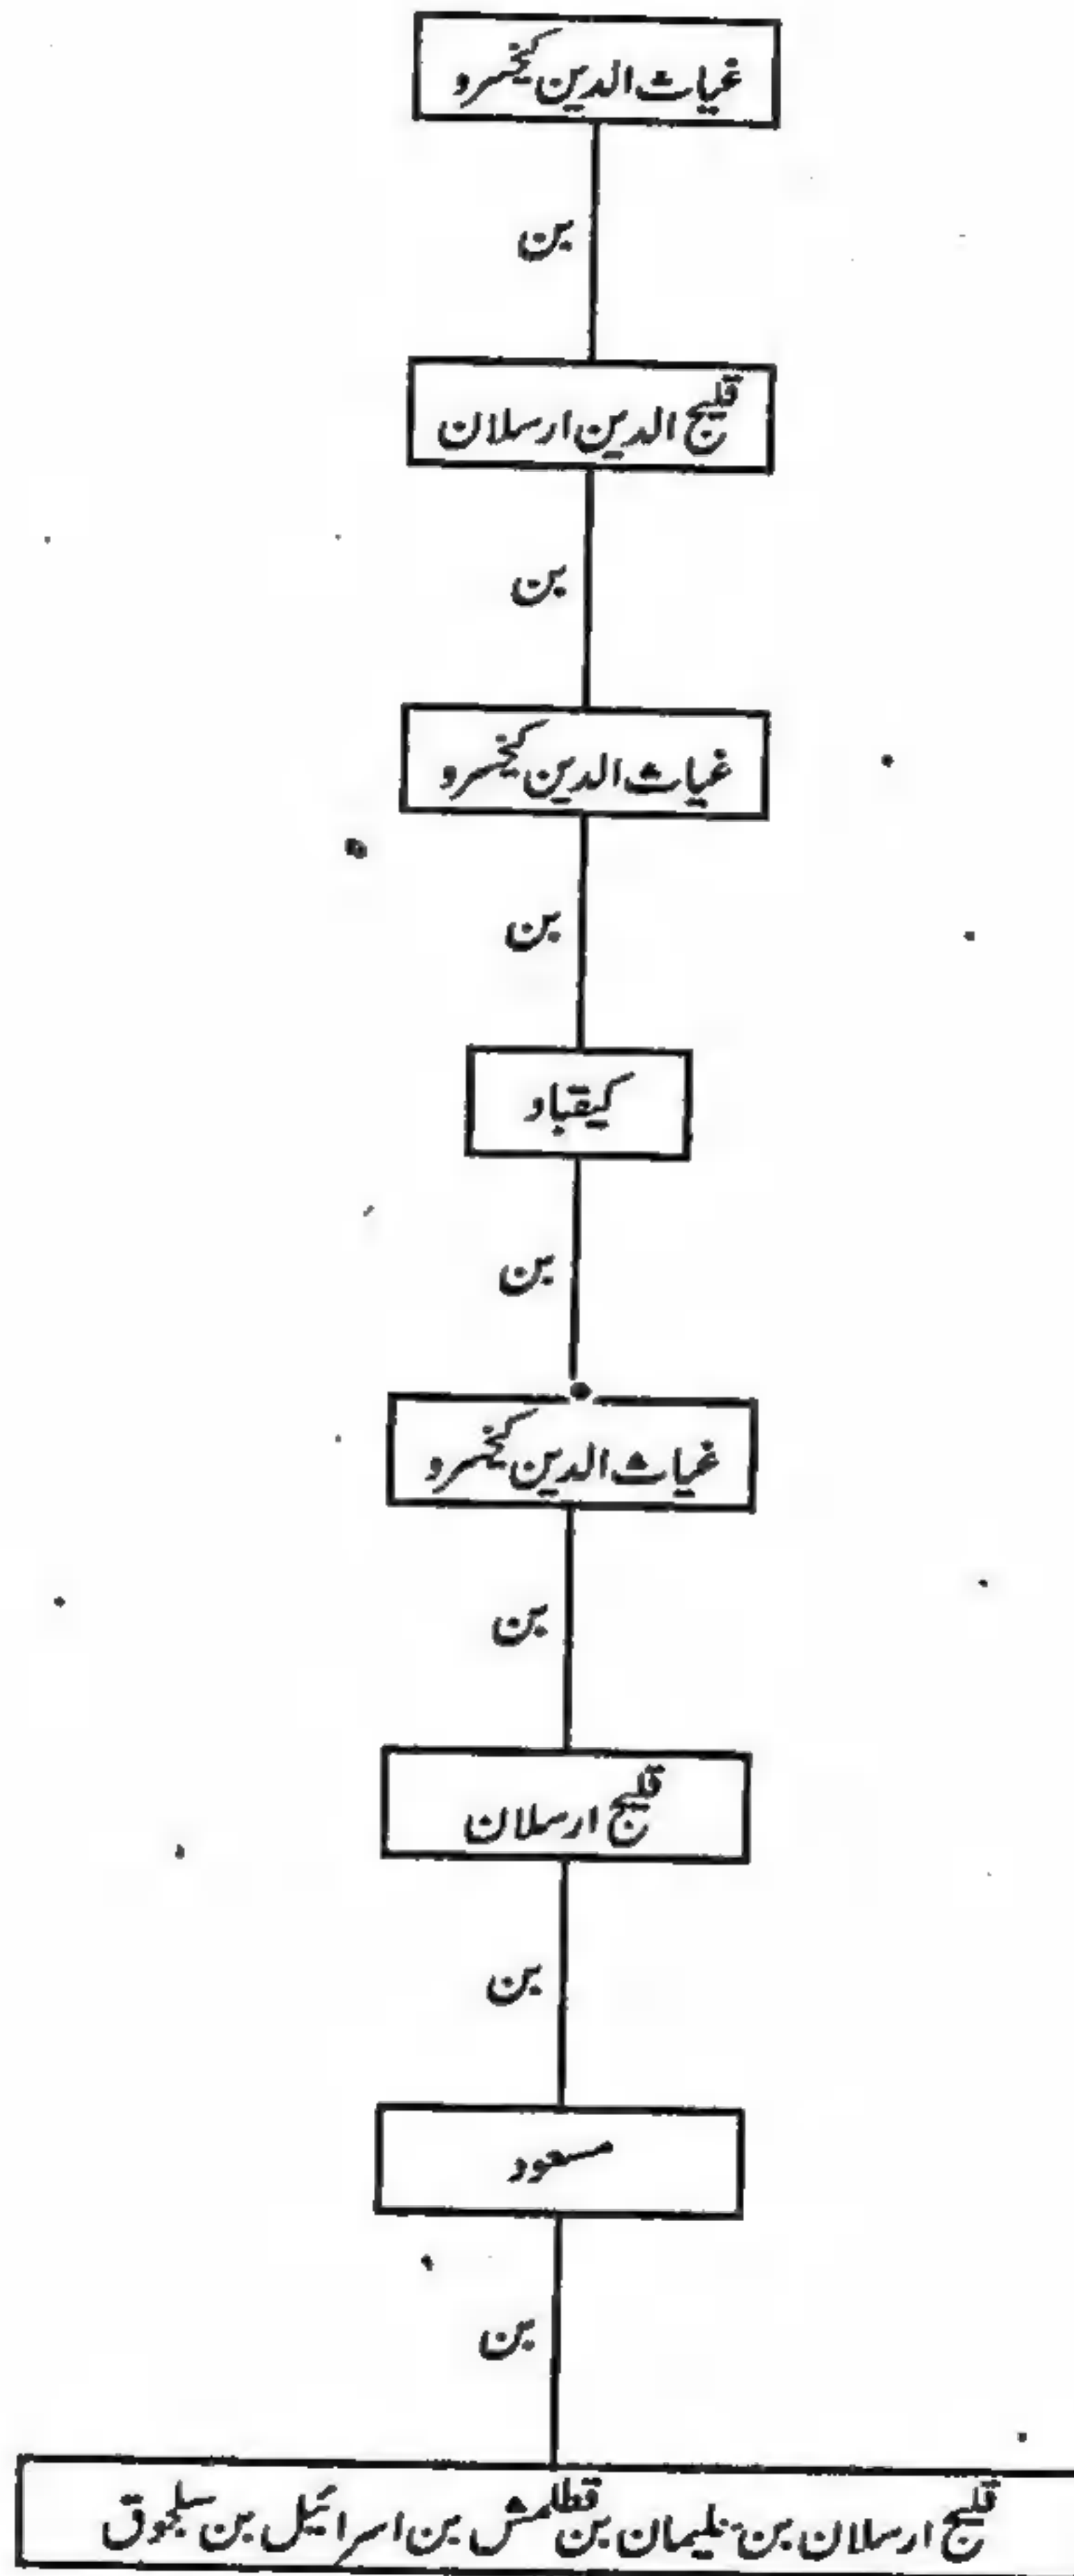 غیاث الدین کیخسرو
بن
قلیج الدین ارسلان
بن
غیاث الدین کیخسرو
بن
کیقباد
بن
غیاث الدین کیخسرو
بن
قلیج ارسلان
بن
مسعود
بن
قلیج ارسلان بن سلیمان بن قطلمش بن اسرائیل بن سلجوق